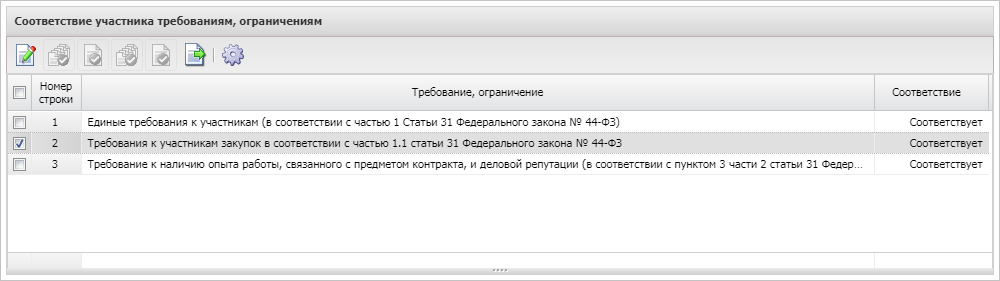 Соответствие участника требованиям, ограничениям
Номер строки
Требование, ограничение
Соответствие
1 Единые требования к участникам (в соответствии с частью 1 Статьи 31 Федерального закона № 44-ФЗ) Соответствует
2 Требования к участникам закупок в соответствии с частью 1.1 статьи 31 Федерального закона № 44-ФЗ Соответствует
3 Требование к наличию опыта работы, связанного с предметом контракта, и деловой репутации (в соответствии с пунктом 3 части 2 статьи 31 Федер... Соответствует